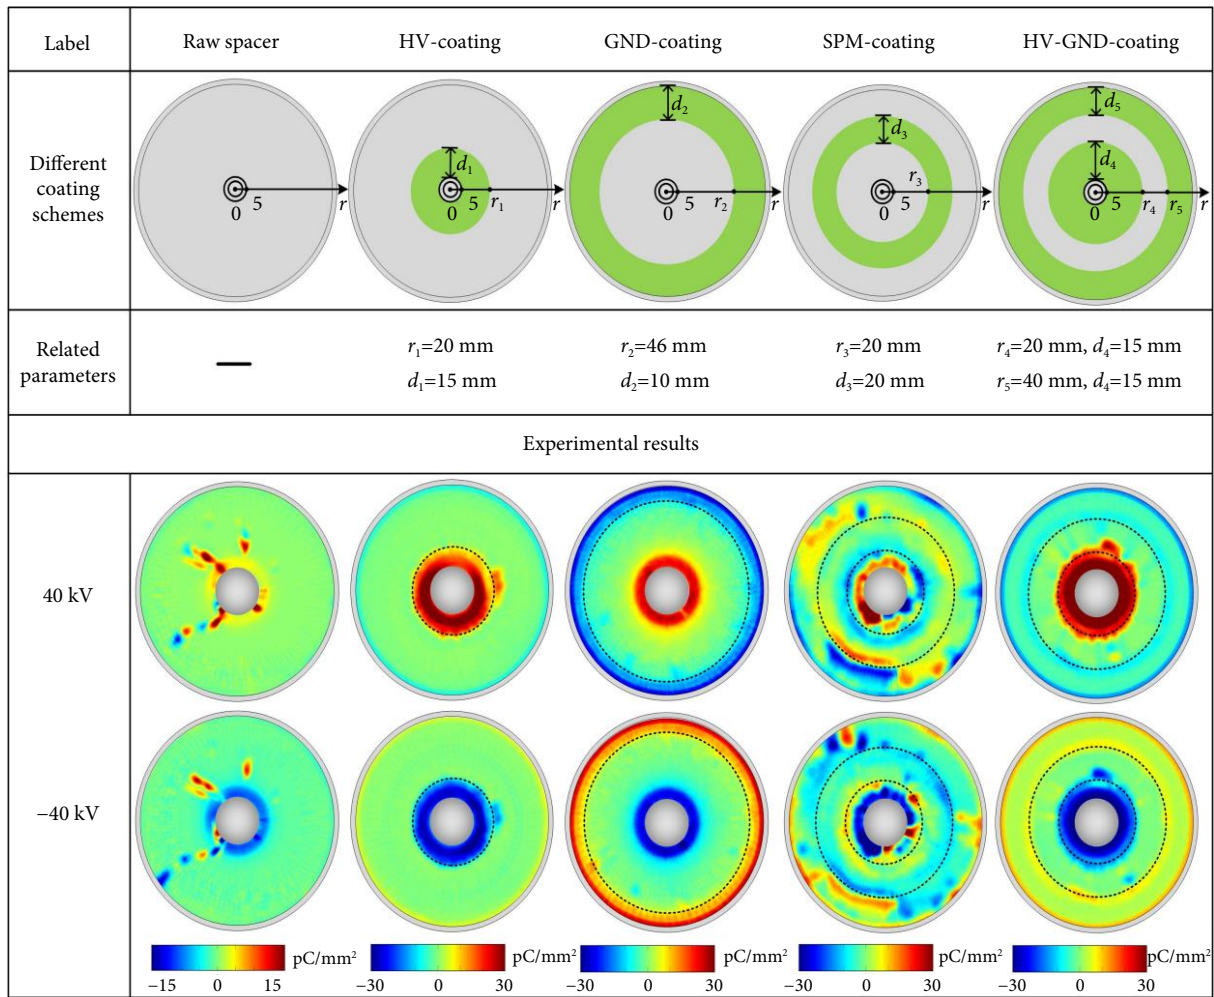 Label Raw spacer HV-coating GND-coating SPM-coating HV-GND-coating
Different
coating
schemes
0 5 r
d1 0 5 r1 r
d2 0 5 r2 r
d3 r3 0 5 r
d5 d4 0 5 r4 r5 r
Related
parameters
—
r1=20 mm
d1=15 mm
r2=46 mm
d2=10 mm
r3=20 mm
d3=20 mm
r4=20 mm, d4=15 mm
r5=40 mm, d4=15 mm
Experimental results
40 kV
−40 kV
−15 0 15 pC/mm²
−30 0 30 pC/mm²
−30 0 30 pC/mm²
−30 0 30 pC/mm²
−30 0 30 pC/mm²